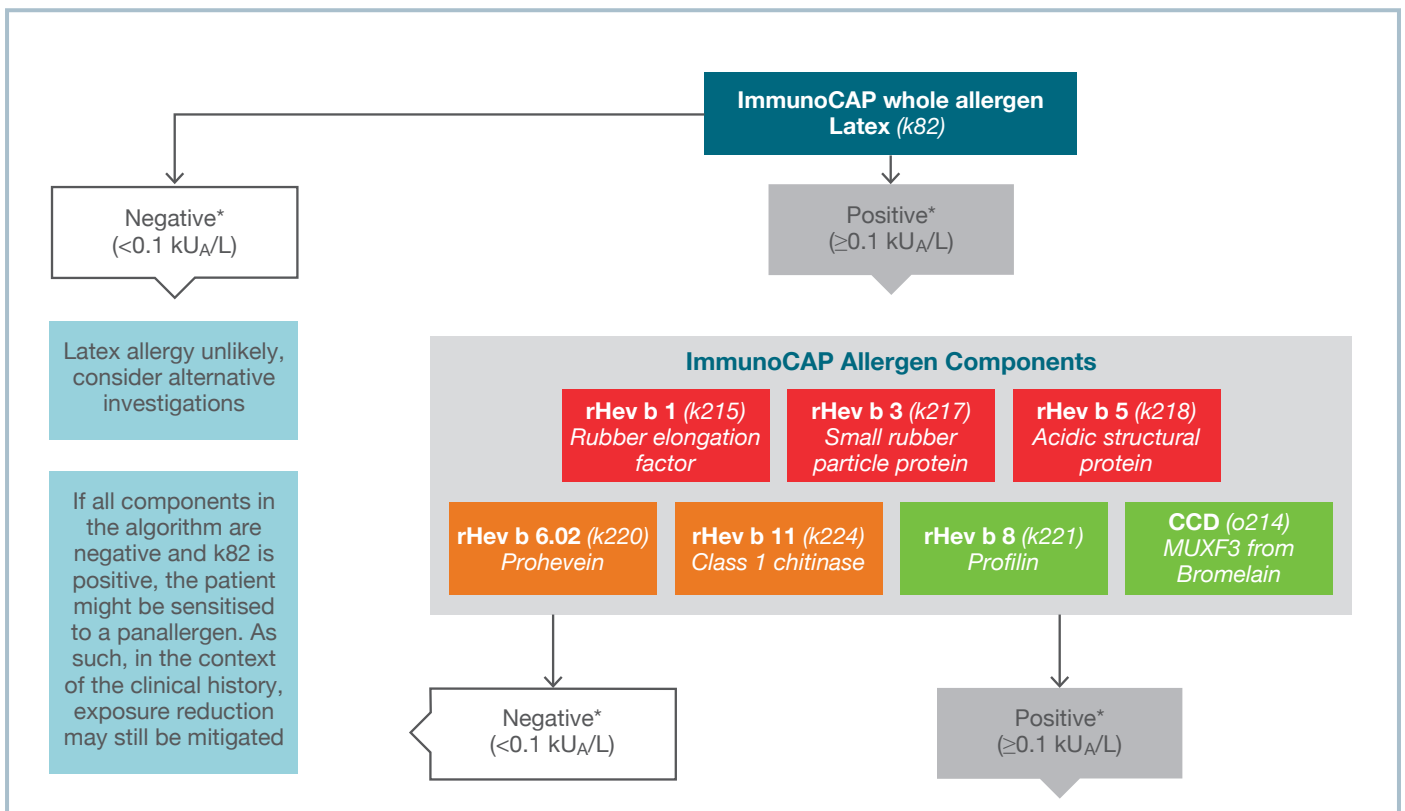 ImmunoCAP whole allergen
Latex (k82)
Negative*
(<0.1 kUA/L)
Positive*
(≥0.1 kUA/L)
Latex allergy unlikely,
consider alternative
investigations
ImmunoCAP Allergen Components
rHev b 1 (k215)
Rubber elongation
factor
rHev b 3 (k217)
Small rubber
particle protein
rHev b 5 (k218)
Acidic structural
protein
rHev b 6.02 (k220)
Prohevein
rHev b 11 (k224)
Class 1 chitinase
rHev b 8 (k221)
Profilin
CCD (o214)
MUXF3 from
Bromelain
If all components in
the algorithm are
negative and k82 is
positive, the patient
might be sensitised
to a panallergen. As
such, in the context
of the clinical history,
exposure reduction
may still be mitigated
Negative*
(<0.1 kUA/L)
Positive*
(≥0.1 kUA/L)